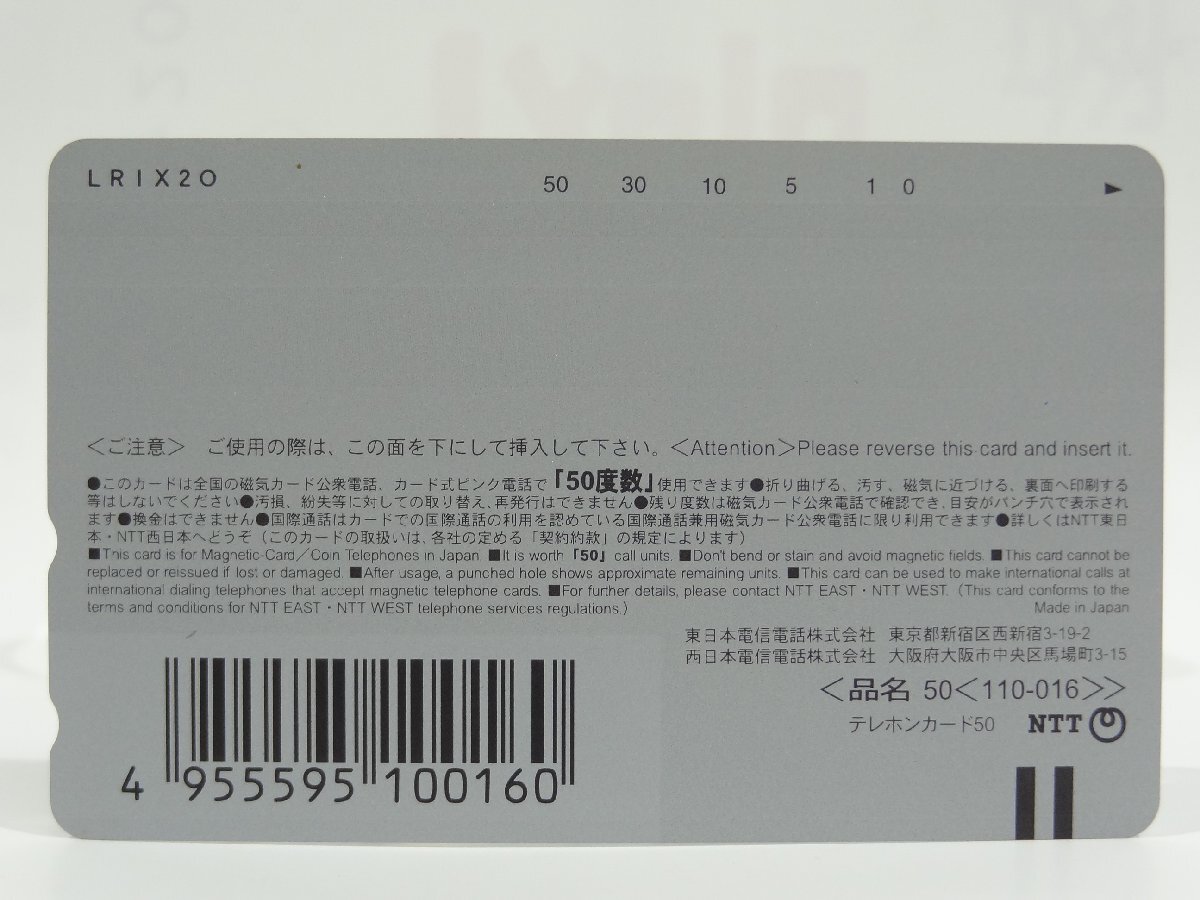 LRIX20
50 30 10 5 1 0
＜ご注意＞ ご使用の際は、この面を下にして挿入して下さい。＜Attention＞Please reverse this card and insert it.
●このカードは全国の磁気カード公衆電話、カード式ピンク電話で「50度数」使用できます●折り曲げる、汚す、磁気に近づける、裏面へ印刷する
等はしないでください●汚損、紛失等に対しての取り替え、再発行はできません●残り度数は磁気カード公衆電話で確認でき、目安がパンチ穴で表示され
ます●換金はできません●国際通話はカードでの国際通話の利用を認めている国際通話兼用磁気カード公衆電話に限り利用できます●詳しくはNTT東日
本・NTT西日本へどうぞ（このカードの取扱いは、各社の定める「契約約款」の規定によります）
■This card is for Magnetic-Card／Coin Telephones in Japan ■It is worth 「50」 call units. ■Don't bend or stain and avoid magnetic fields. ■This card cannot be
replaced or reissued if lost or damaged. ■After usage, a punched hole shows approximate remaining units. ■This card can be used to make international calls at
international dialing telephones that accept magnetic telephone cards. ■For further details, please contact NTT EAST・NTT WEST.（This card conforms to the
terms and conditions for NTT EAST・NTT WEST telephone services regulations.）
Made in Japan
東日本電信電話株式会社 東京都新宿区西新宿3-19-2
西日本電信電話株式会社 大阪府大阪市中央区馬場町3-15
＜品名 50＜110-016＞＞
テレホンカード50 NTT
4 955595 100160